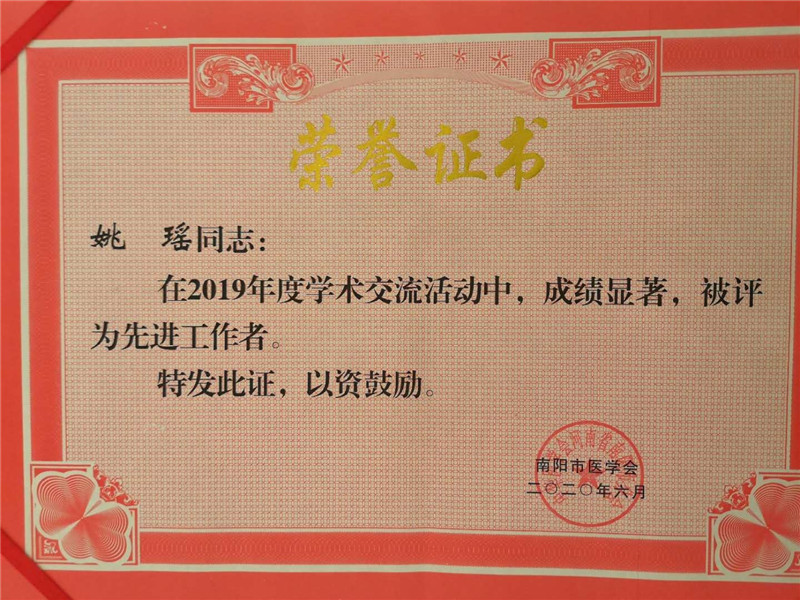 荣誉证书
姚 瑶同志：
在2019年度学术交流活动中，成绩显著，被评
为先进工作者。
特发此证，以资鼓励。
南阳市医学会
二〇二〇年六月